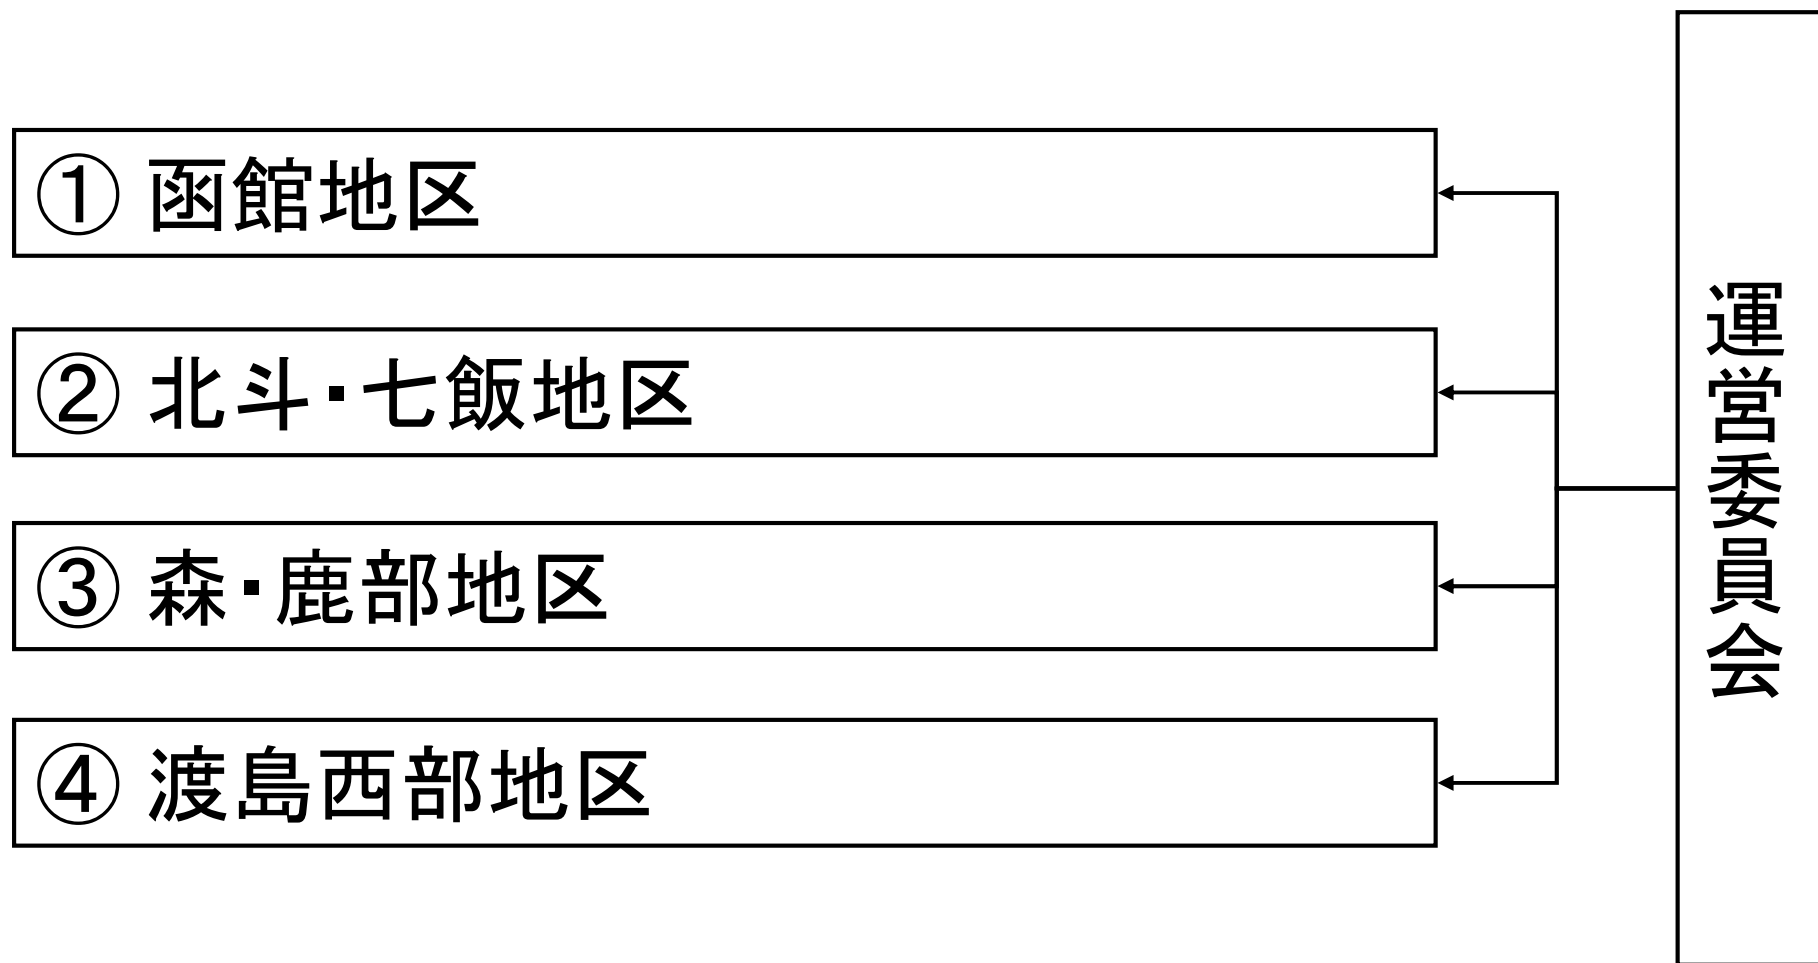 ① 函館地区
② 北斗・七飯地区
③ 森・鹿部地区
④ 渡島西部地区
運営委員会